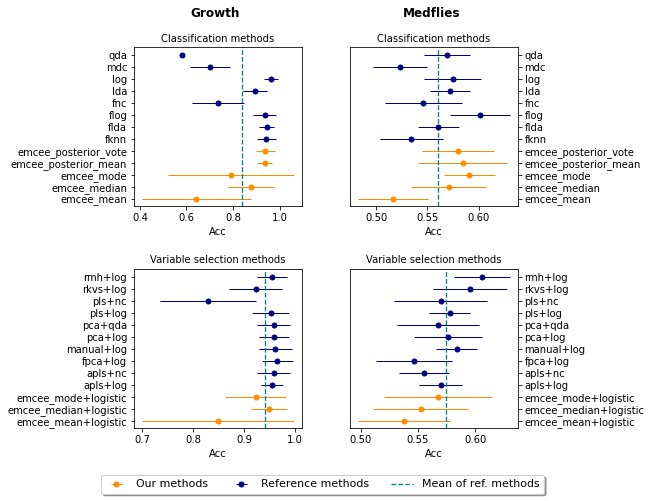 Growth
Medflies
Classification methods
Classification methods
qda
mdc
log
lda
fnc
flog
flda
fknn
emcee_posterior_vote
emcee_posterior_mean
emcee_mode
emcee_median
emcee_mean
0.4 0.6 0.8 1.0
Acc
qda
mdc
log
lda
fnc
flog
flda
fknn
emcee_posterior_vote
emcee_posterior_mean
emcee_mode
emcee_median
emcee_mean
0.50 0.55 0.60
Acc
Variable selection methods
Variable selection methods
rmh+log
rkvs+log
pls+nc
pls+log
pca+qda
pca+log
manual+log
fpca+log
apls+nc
apls+log
emcee_mode+logistic
emcee_median+logistic
emcee_mean+logistic
0.7 0.8 0.9 1.0
Acc
rmh+log
rkvs+log
pls+nc
pls+log
pca+qda
pca+log
manual+log
fpca+log
apls+nc
apls+log
emcee_mode+logistic
emcee_median+logistic
emcee_mean+logistic
0.50 0.55 0.60
Acc
Our methods Reference methods Mean of ref. methods